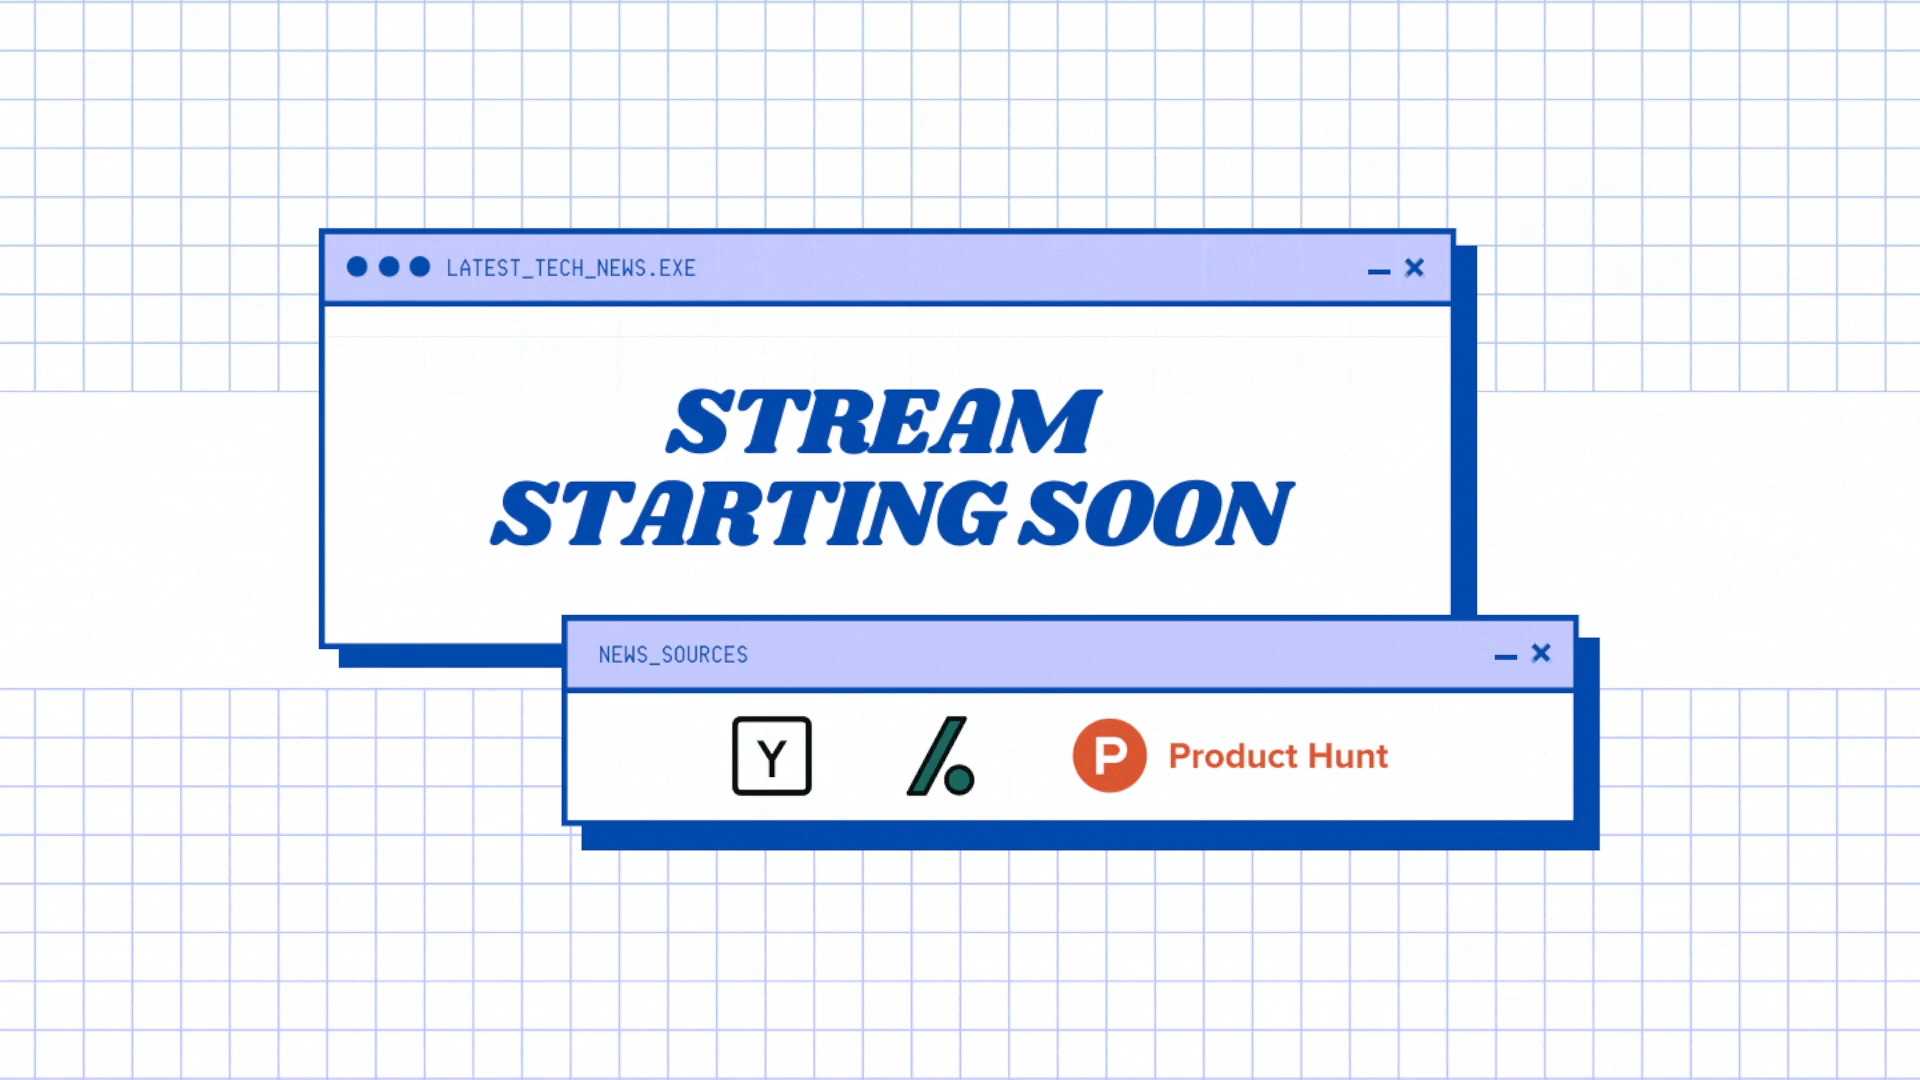 LATEST_TECH_NEWS.EXE
STREAM
STARTING SOON
NEWS_SOURCES
Y
P Product Hunt